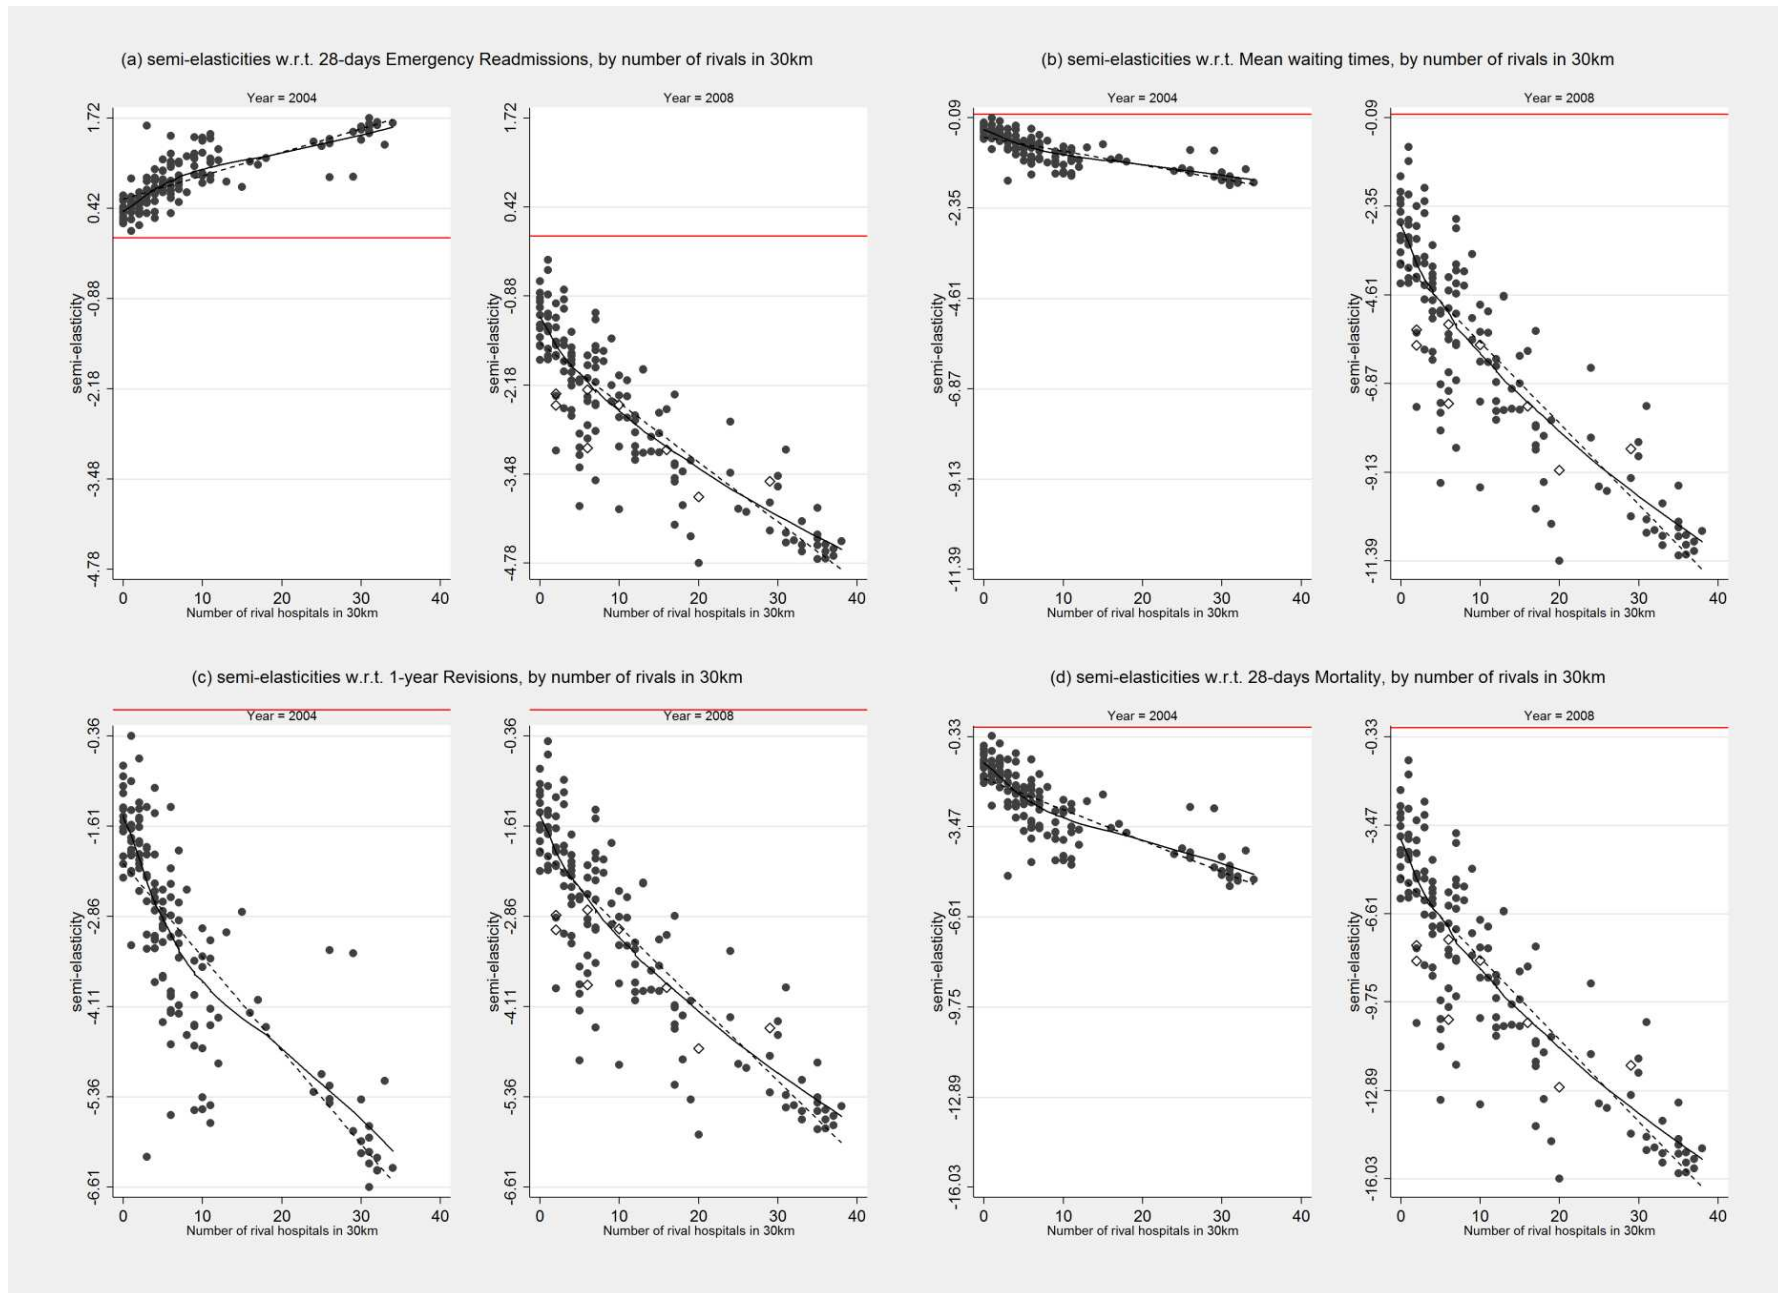 (a) semi-elasticities w.r.t. 28-days Emergency Readmissions, by number of rivals in 30km
Year = 2004
1.72
0.42
-0.88
-2.18
-3.48
-4.78
semi-elasticity
0 10 20 30 40
Number of rival hospitals in 30km
Year = 2008
1.72
0.42
-0.88
-2.18
-3.48
-4.78
semi-elasticity
0 10 20 30 40
Number of rival hospitals in 30km
(b) semi-elasticities w.r.t. Mean waiting times, by number of rivals in 30km
Year = 2004
-0.09
-2.35
-4.61
-6.87
-9.13
-11.39
semi-elasticity
0 10 20 30 40
Number of rival hospitals in 30km
Year = 2008
-0.09
-2.35
-4.61
-6.87
-9.13
-11.39
semi-elasticity
0 10 20 30 40
Number of rival hospitals in 30km
(c) semi-elasticities w.r.t. 1-year Revisions, by number of rivals in 30km
Year = 2004
-0.36
-1.61
-2.86
-4.11
-5.36
-6.61
semi-elasticity
0 10 20 30 40
Number of rival hospitals in 30km
Year = 2008
-0.36
-1.61
-2.86
-4.11
-5.36
-6.61
semi-elasticity
0 10 20 30 40
Number of rival hospitals in 30km
(d) semi-elasticities w.r.t. 28-days Mortality, by number of rivals in 30km
Year = 2004
-0.33
-3.47
-6.61
-9.75
-12.89
-16.03
semi-elasticity
0 10 20 30 40
Number of rival hospitals in 30km
Year = 2008
-0.33
-3.47
-6.61
-9.75
-12.89
-16.03
semi-elasticity
0 10 20 30 40
Number of rival hospitals in 30km